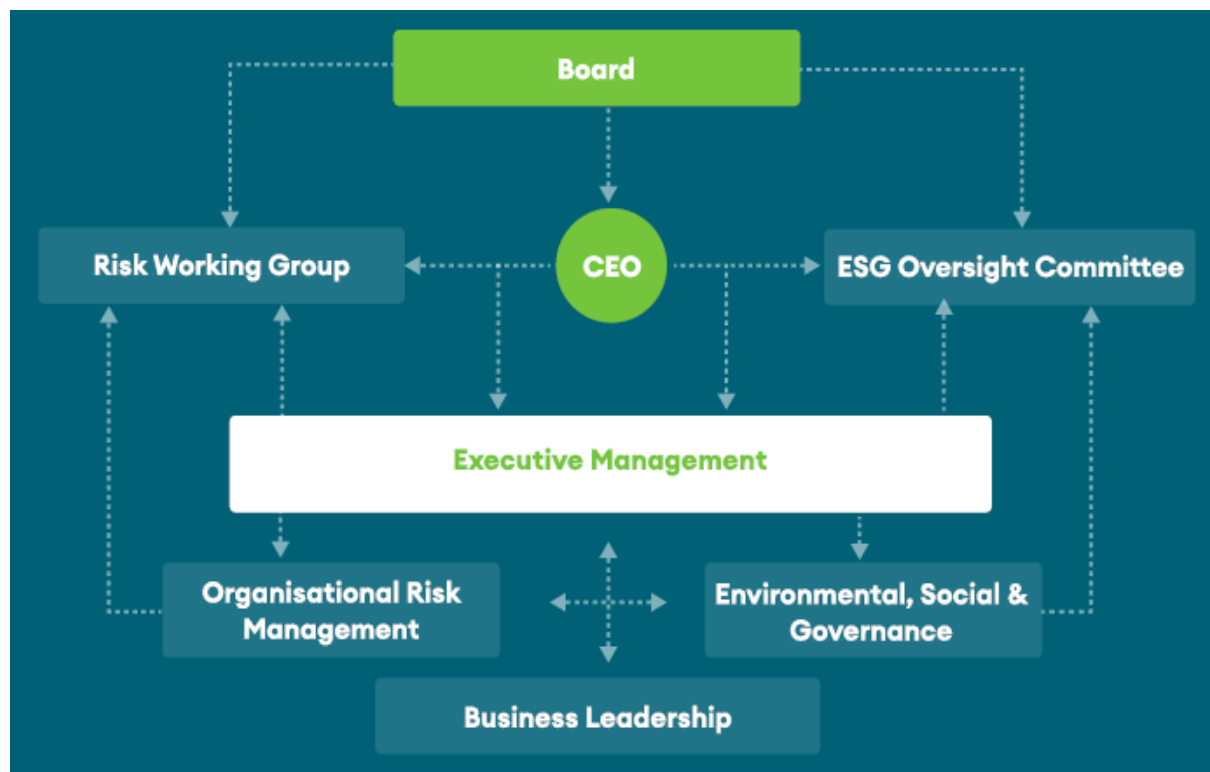 Board
Risk Working Group
CEO
ESG Oversight Committee
Executive Management
Organisational Risk
Management
Environmental, Social &
Governance
Business Leadership